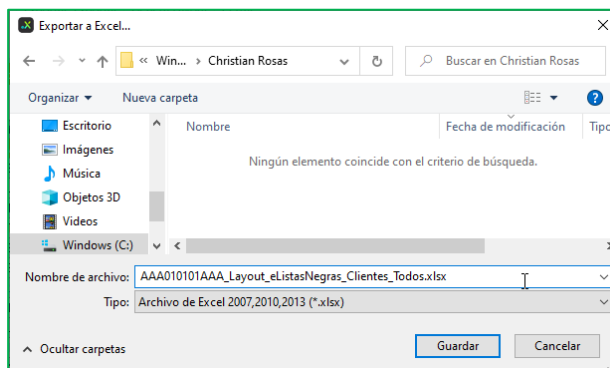 Exportar a Excel...
« Win... › Christian Rosas
Buscar en Christian Rosas
Organizar Nueva carpeta
Escritorio
Imágenes
Música
Objetos 3D
Videos
Windows (C:)
Nombre Fecha de modificación Tipo
Ningún elemento coincide con el criterio de búsqueda.
Nombre de archivo: AAA010101AAA_Layout_eListasNegras_Clientes_Todos.xlsx
Tipo: Archivo de Excel 2007,2010,2013 (*.xlsx)
Ocultar carpetas
Guardar Cancelar